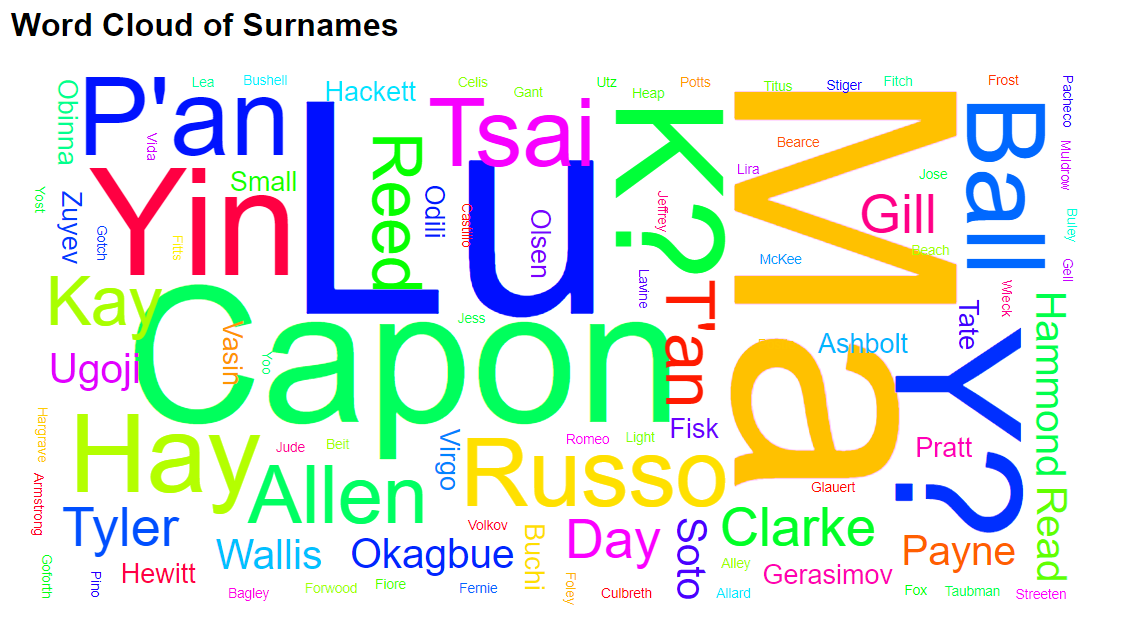 Word Cloud of Surnames
Obinna
P'an
Vida
Lea
Bushell
Hackett
Celis
Gant
Tsai
Utz
Heap
Potts
Titus
Stiger
Fitch
Frost
Pacheco
Muldrow
Ball
K?
Ma
Bearce
Lira
Jose
Gill
Beach
McKee
Lu
Reed
Odili
Castillo
Olsen
Jeffrey
Lavine
Yin
Small
Yost
Zuyev
Gotch
Fitts
Buley
Gell
Wieck
Tate
Kay
Capon
Vasin
Yoo
Jess
T'an
Ashbolt
Y?
Hammond
Read
Ugoji
Hargrave
Armstrong
Hay
Jude
Beit
Virgo
Russo
Romeo
Light
Fisk
Pratt
Glauert
Allen
Tyler
Wallis
Okagbue
Volkov
Buchi
Day
Soto
Clarke
Payne
Goforth
Hewitt
Bagley
Forwood
Fiore
Fernie
Foley
Culbreth
Alley
Allard
Gerasimov
Fox
Taubman
Streeten